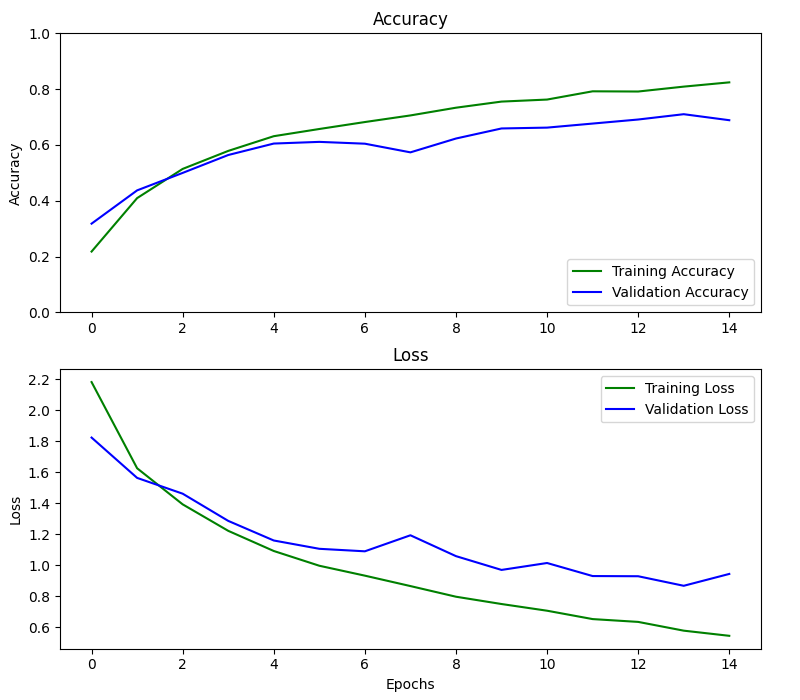 Accuracy
1.0
0.8
0.6
0.4
0.2
0.0
Accuracy
Training Accuracy
Validation Accuracy
0 2 4 6 8 10 12 14
Loss
2.2
2.0
1.8
1.6
1.4
1.2
1.0
0.8
0.6
Loss
Training Loss
Validation Loss
0 2 4 6 8 10 12 14
Epochs